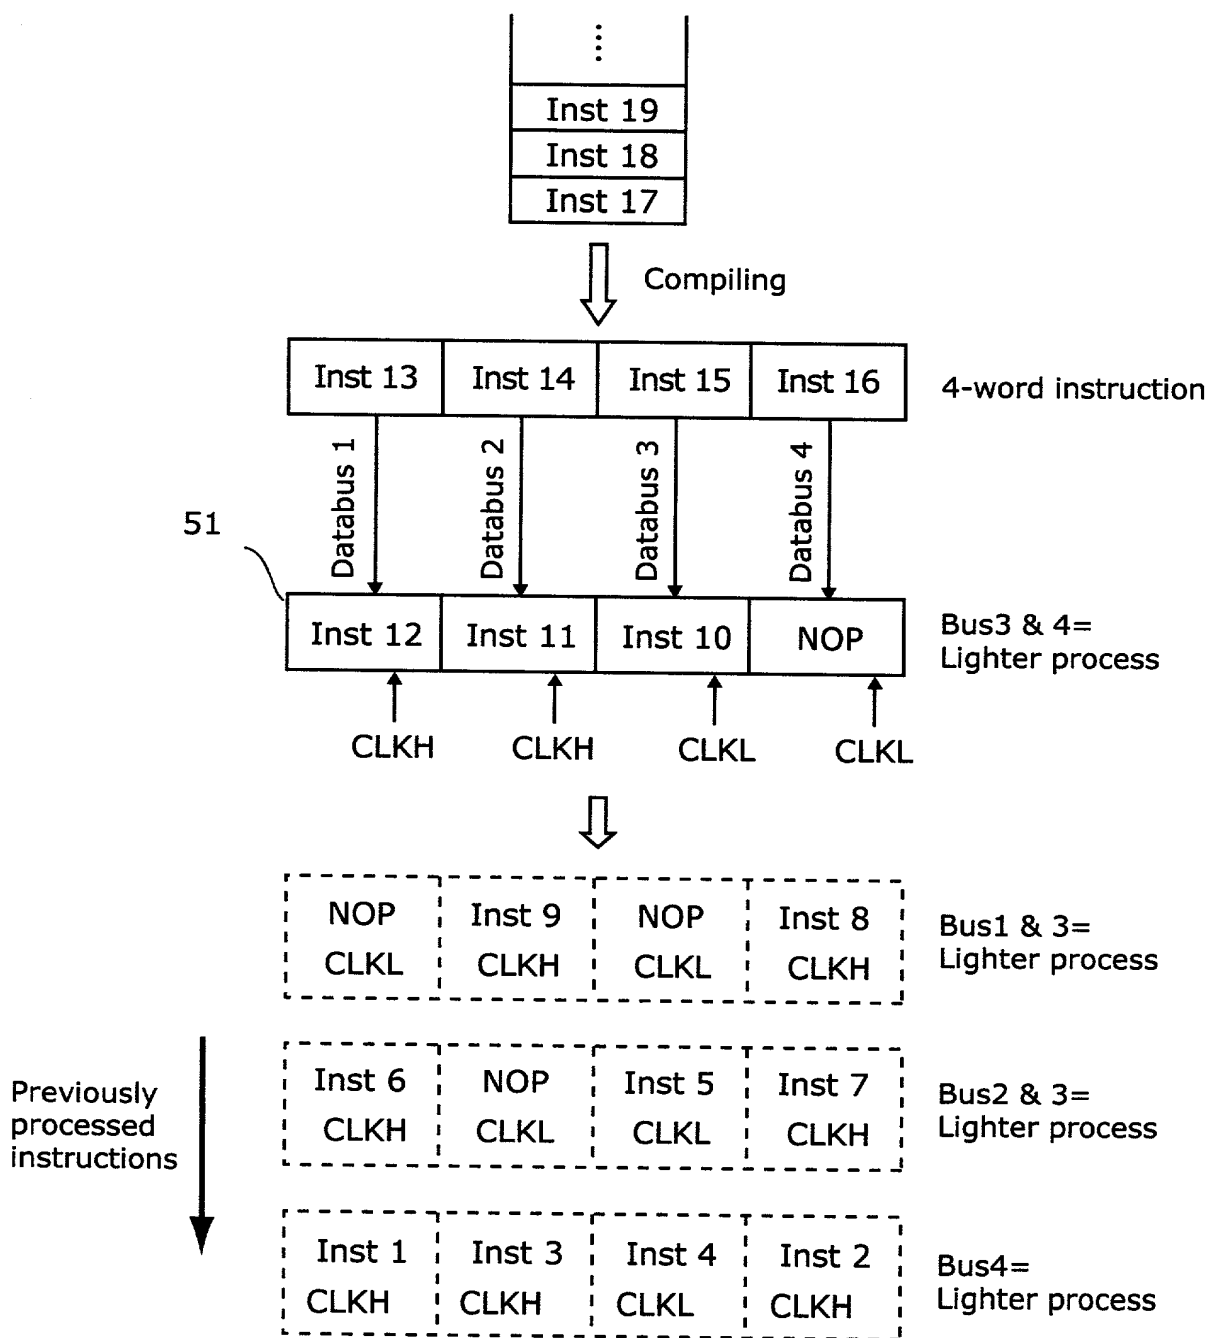 ⋮
Inst 19
Inst 18
Inst 17
Compiling
Inst 13 Inst 14 Inst 15 Inst 16
4-word instruction
Databus 1
Databus 2
Databus 3
Databus 4
51
Inst 12 Inst 11 Inst 10 NOP
Bus3 & 4=
Lighter process
CLKH CLKH CLKL CLKL
NOP Inst 9 NOP Inst 8
CLKL CLKH CLKL CLKH
Bus1 & 3=
Lighter process
Previously
processed
instructions
Inst 6 NOP Inst 5 Inst 7
CLKH CLKL CLKL CLKH
Bus2 & 3=
Lighter process
Inst 1 Inst 3 Inst 4 Inst 2
CLKH CLKH CLKL CLKH
Bus4=
Lighter process